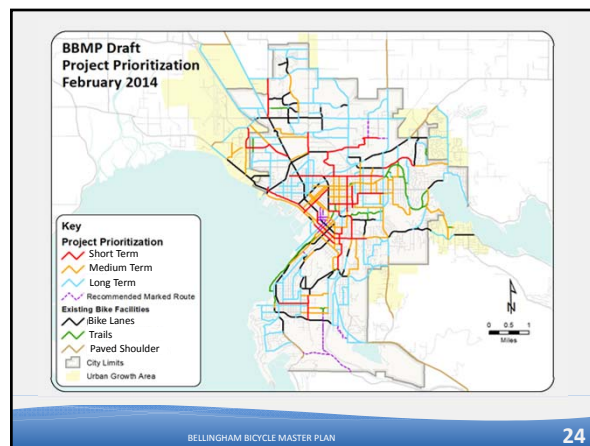 BBMP Draft
Project Prioritization
February 2014
Key
Project Prioritization
Short Term
Medium Term
Long Term
Recommended Marked Route
Existing Bike Facilities
Bike Lanes
Trails
Paved Shoulder
City Limits
Urban Growth Area
N
0 0.5 1
Miles
BELLINGHAM BICYCLE MASTER PLAN
24